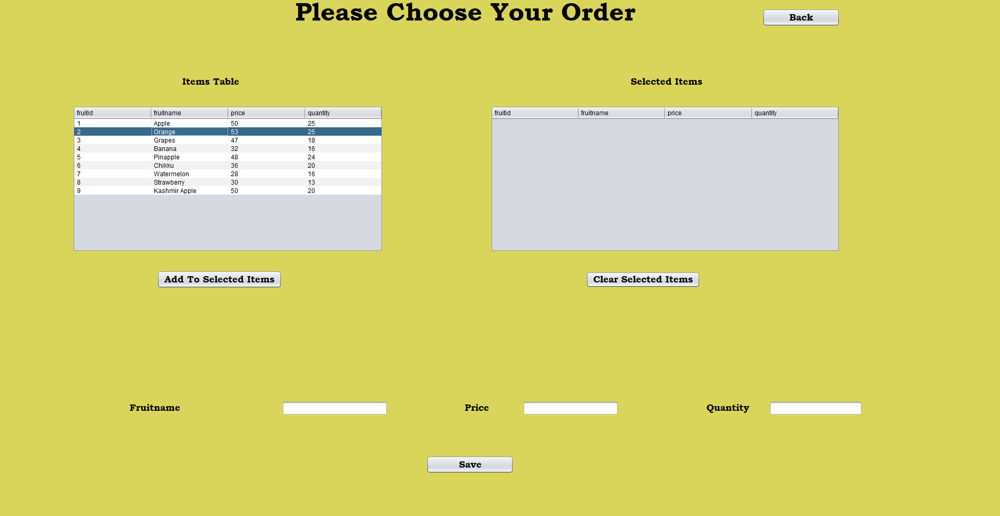 Please Choose Your Order
Back
Items Table
fruitid fruitname price quantity
1 Apple 50 25
2 Orange 53 25
3 Grapes 47 18
4 Banana 32 16
5 Pinapple 48 24
6 Chikku 36 20
7 Watermelon 28 16
8 Strawberry 30 13
9 Kashmir Apple 50 20
Add To Selected Items
Selected Items
fruitid fruitname price quantity
Clear Selected Items
Fruitname
Price
Quantity
Save